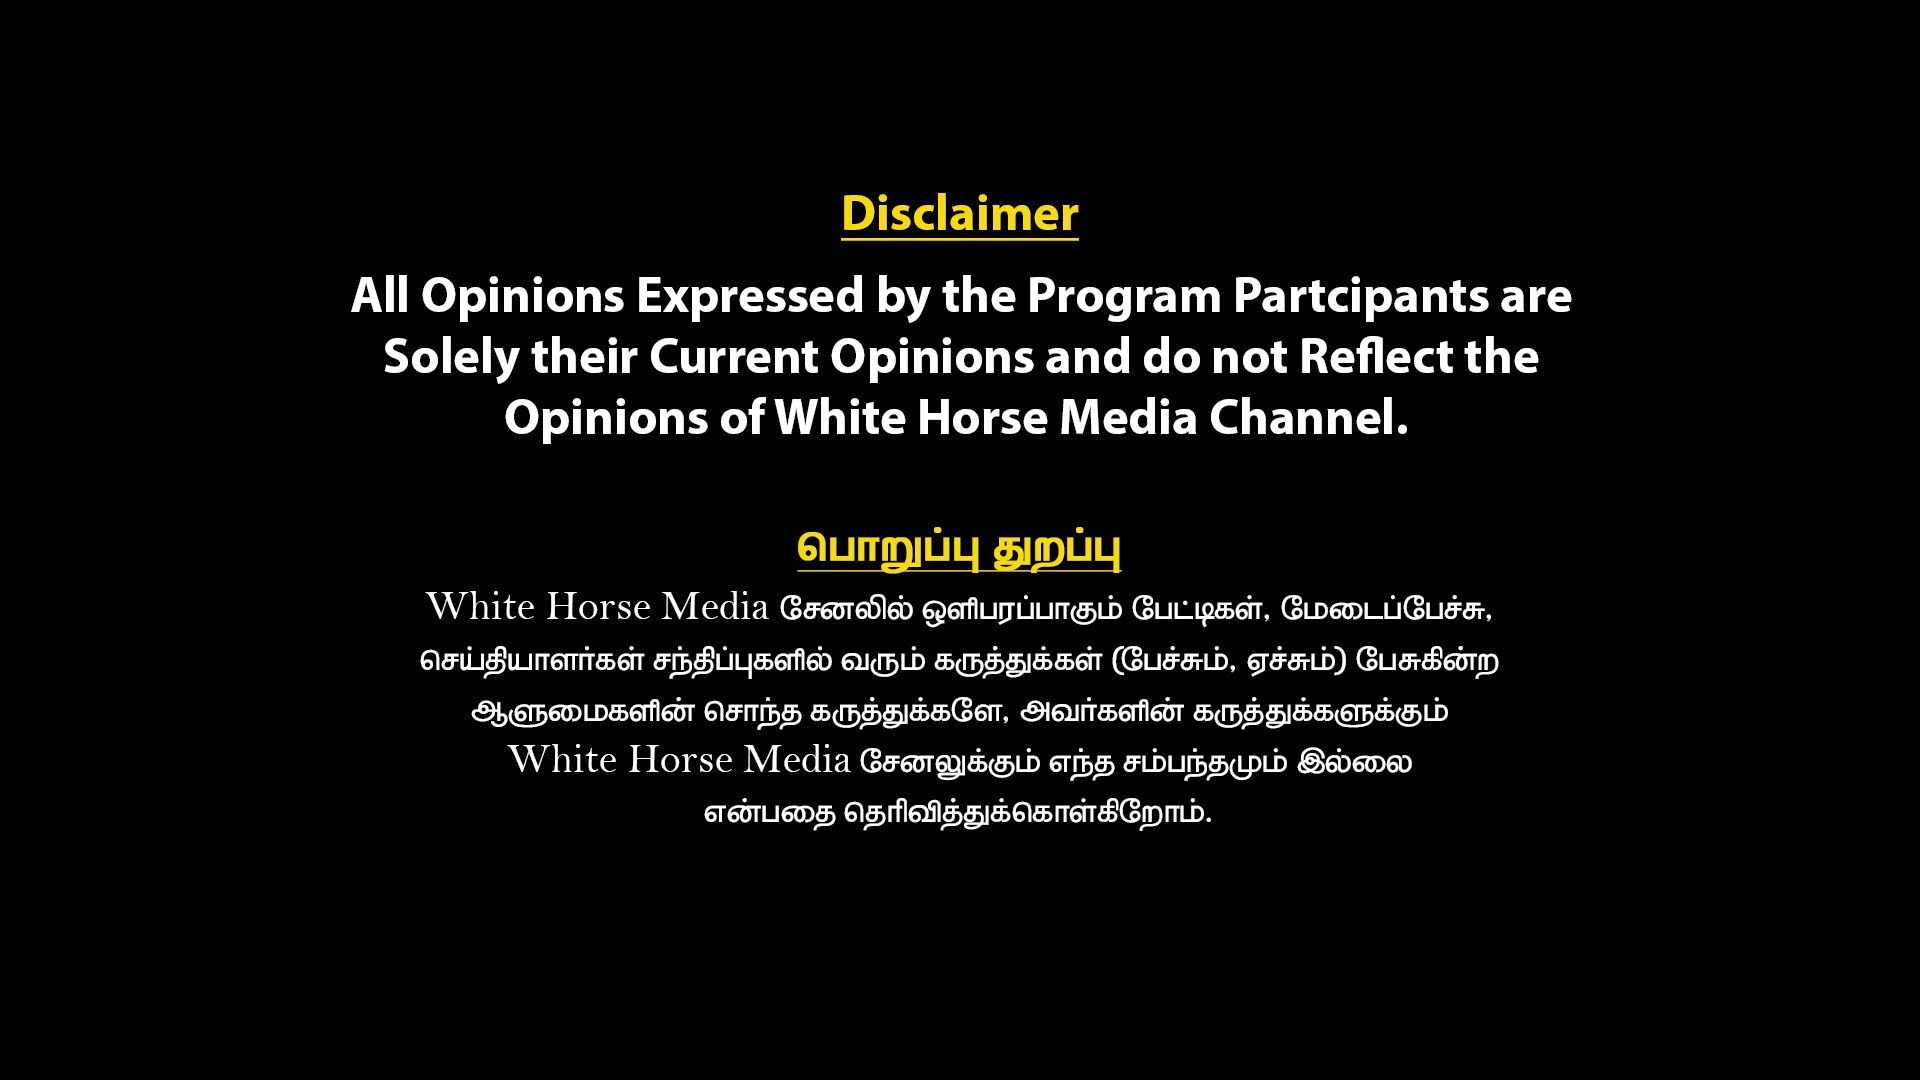 Disclaimer
All Opinions Expressed by the Program Partcipants are
Solely their Current Opinions and do not Reflect the
Opinions of White Horse Media Channel.
பொறுப்பு துறப்பு
White Horse Media சேனலில் ஒளிபரப்பாகும் பேட்டிகள், மேடைப்பேச்சு,
செய்தியாளர்கள் சந்திப்புகளில் வரும் கருத்துக்கள் (பேச்சும், ஏச்சும்) பேசுகின்ற
ஆளுமைகளின் சொந்த கருத்துக்களே, அவர்களின் கருத்துக்களுக்கும்
White Horse Media சேனலுக்கும் எந்த சம்பந்தமும் இல்லை
என்பதை தெரிவித்துக்கொள்கிறோம்.